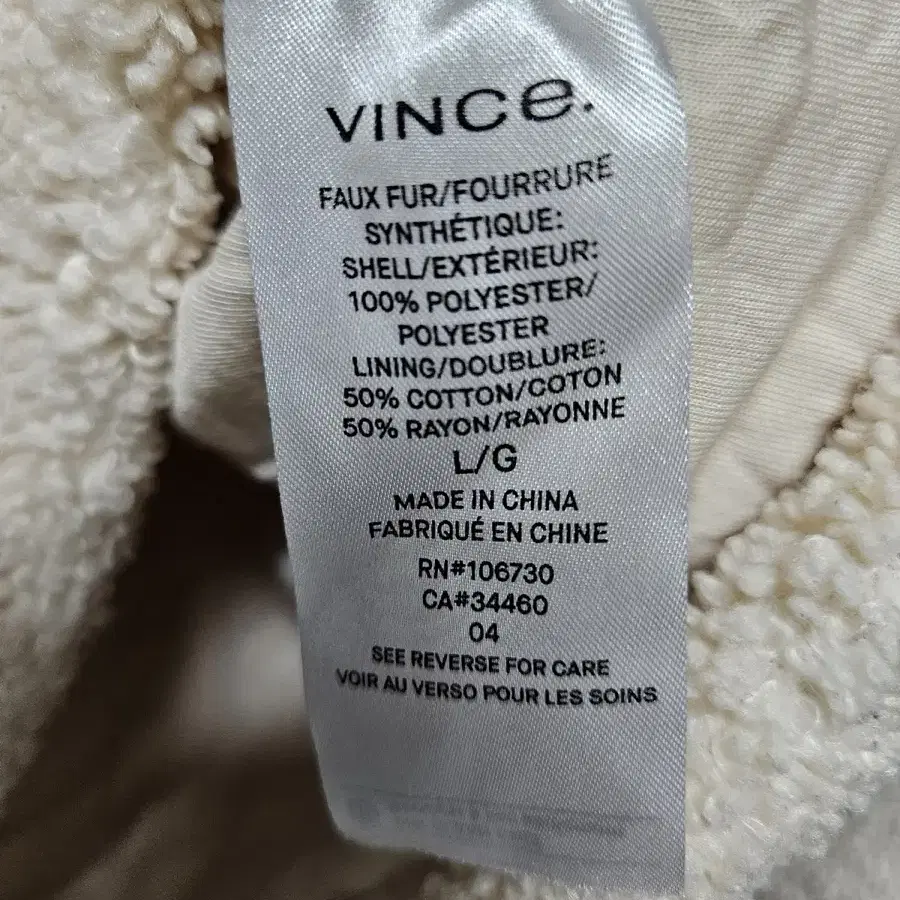 VINCE.
FAUX FUR/FOURRURE
SYNTHÉTIQUE:
SHELL/EXTÉRIEUR:
100% POLYESTER/
POLYESTER
LINING/DOUBLURE:
50% COTTON/COTON
50% RAYON/RAYONNE
L/G
MADE IN CHINA
FABRIQUÉ EN CHINE
RN#106730
CA#34460
04
SEE REVERSE FOR CARE
VOIR AU VERSO POUR LES SOINS